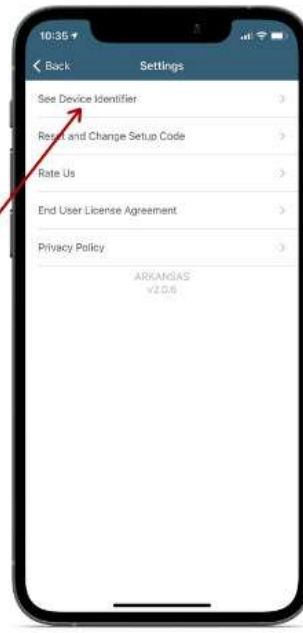 10:35
Back Settings
See Device Identifier
Reset and Change Setup Code
Rate Us
End User License Agreement
Privacy Policy
ARKANSAS
v2.0.6